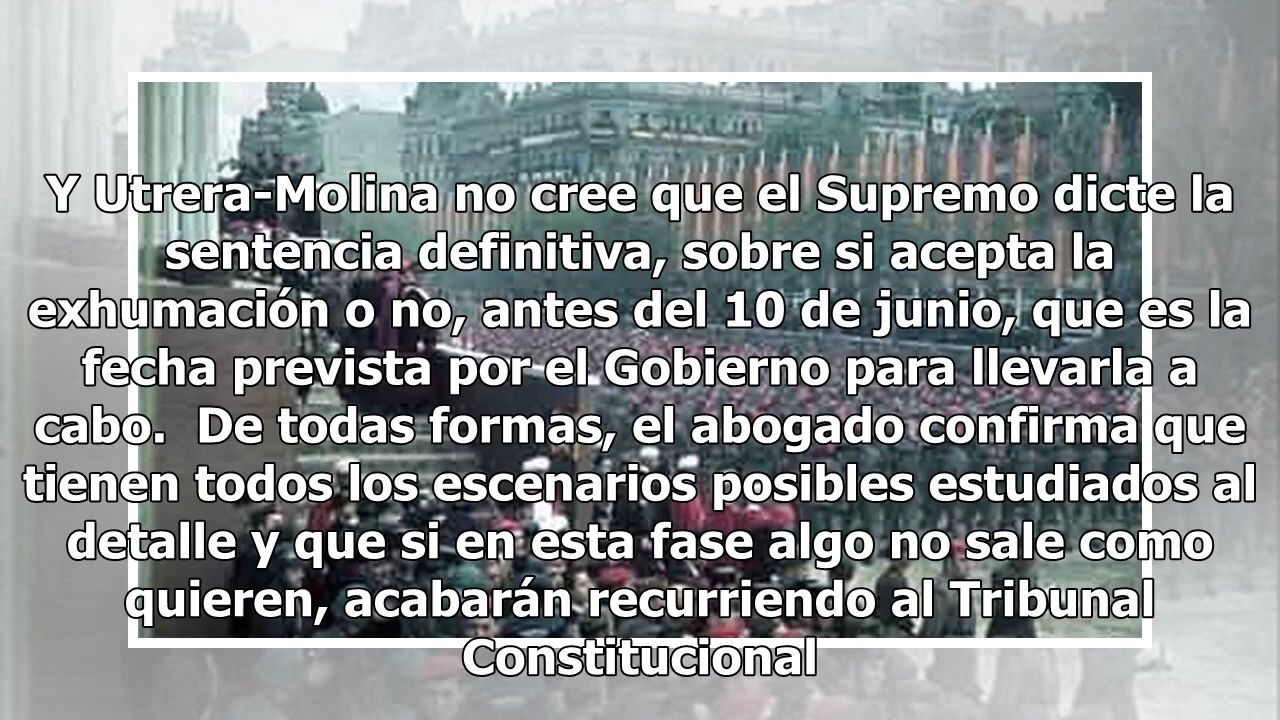 Y Utrera-Molina no cree que el Supremo dicte la
sentencia definitiva, sobre si acepta la
exhumación o no, antes del 10 de junio, que es la
fecha prevista por el Gobierno para llevarla a
cabo.  De todas formas, el abogado confirma que
tienen todos los escenarios posibles estudiados al
detalle y que si en esta fase algo no sale como
quieren, acabarán recurriendo al Tribunal
Constitucional